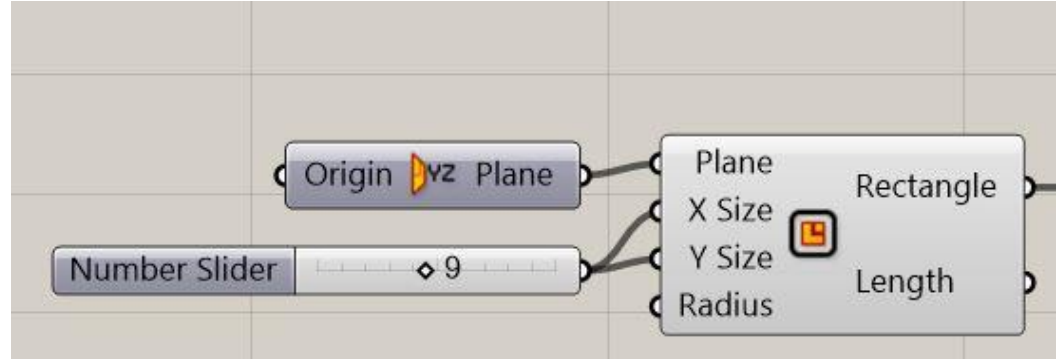 Origin YZ Plane
Number Slider 9
Plane
X Size
Y Size
Radius
Rectangle
Length